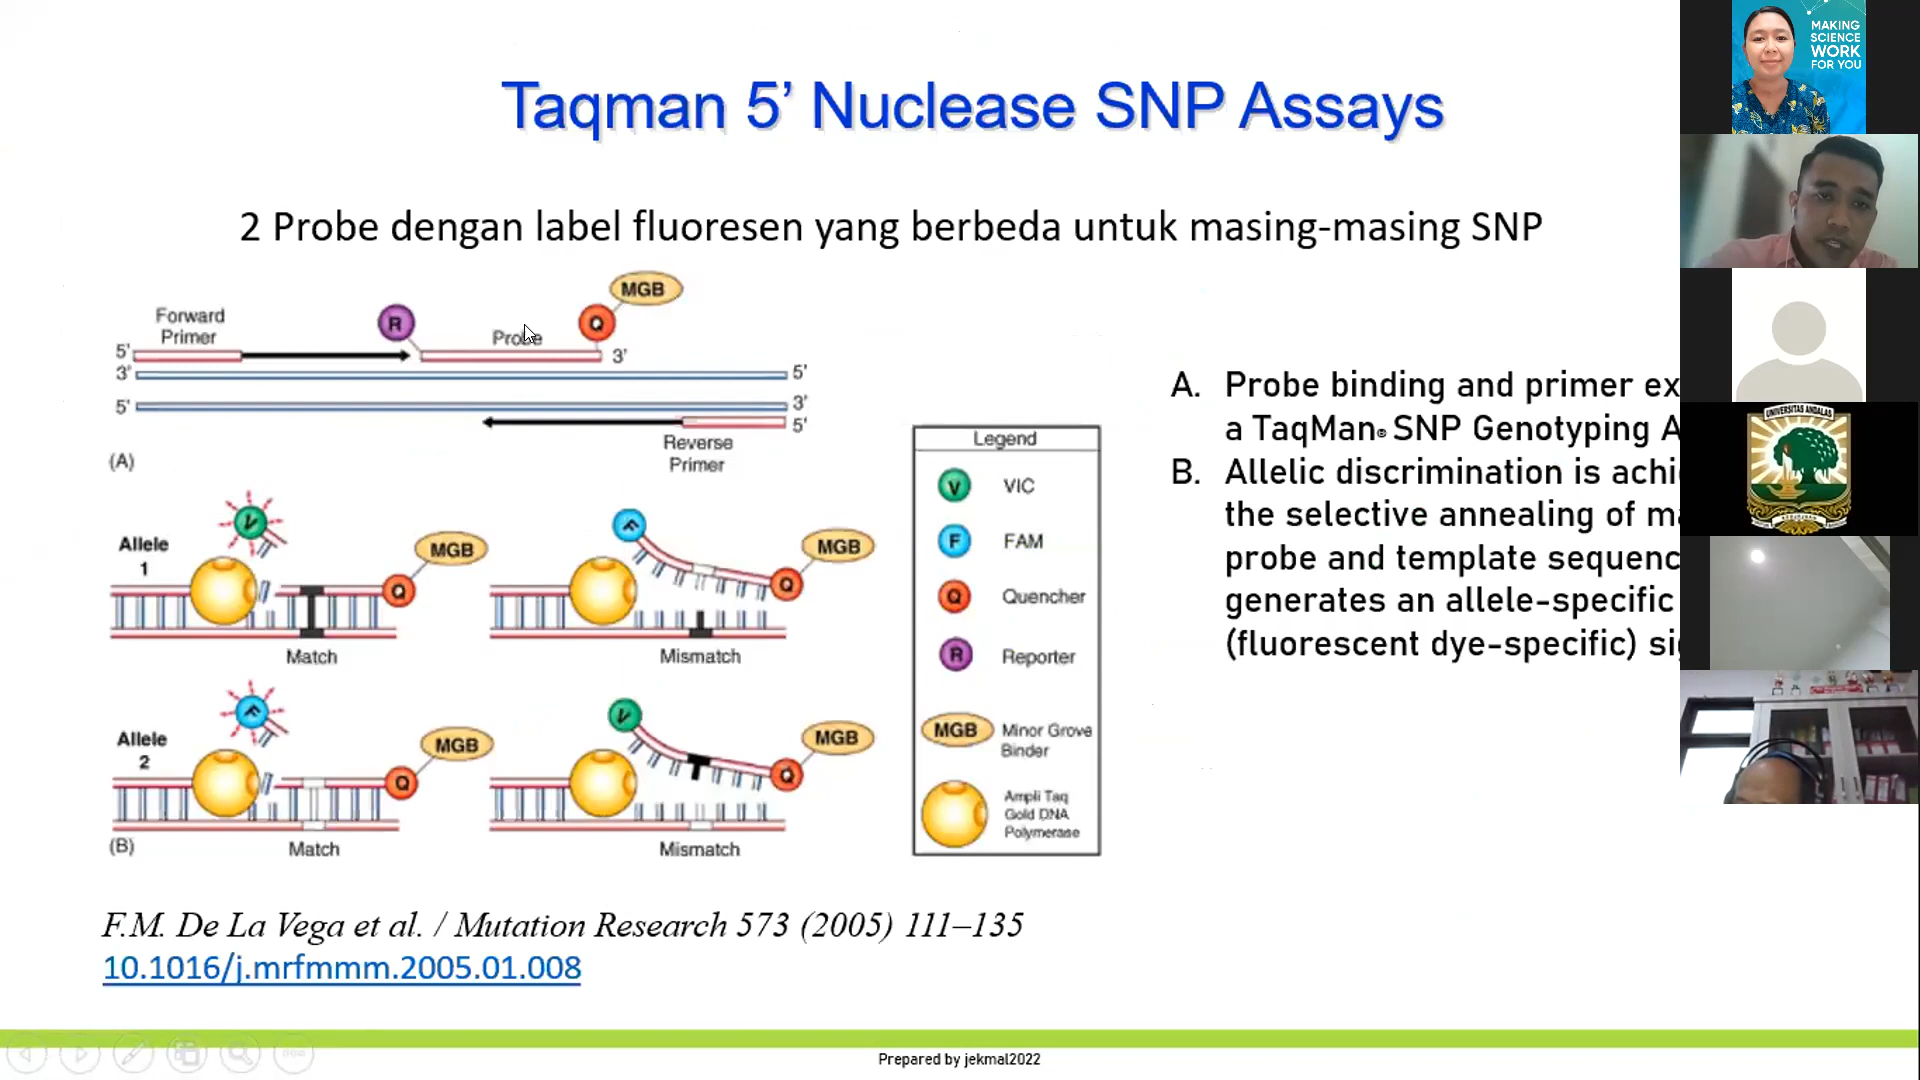 Taqman 5’ Nuclease SNP Assays
2 Probe dengan label fluoresen yang berbeda untuk masing-masing SNP
MGB
Forward
Primer
R
Probe
Q
5'
3'
3'
5'
5'
3'
5'
Reverse
Primer
(A)
Allele
1
V
MGB
Q
Match
F
MGB
Q
Mismatch
Allele
2
F
MGB
Q
Match
V
MGB
Q
Mismatch
(B)
Legend
V VIC
F FAM
Q Quencher
R Reporter
MGB Minor Grove
Binder
Ampli Taq
Gold DNA
Polymerase
A. Probe binding and primer ex
a TaqMan® SNP Genotyping A
B. Allelic discrimination is achi
the selective annealing of ma
probe and template sequenc
generates an allele-specific
(fluorescent dye-specific) si
F.M. De La Vega et al. / Mutation Research 573 (2005) 111–135
10.1016/j.mrfmmm.2005.01.008
Prepared by jekmal2022
MAKING
SCIENCE
WORK
FOR YOU
UNIVERSITAS ANDALAS